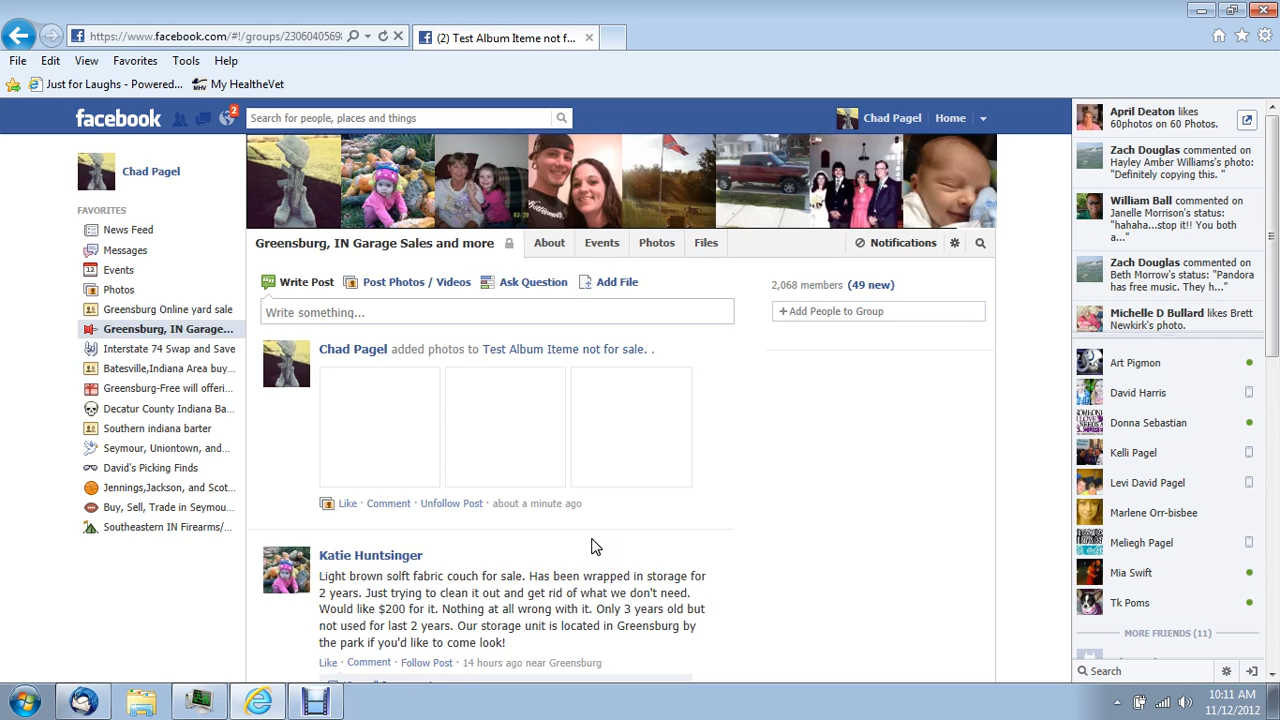 https://www.facebook.com/#!/groups/2306040569
(2) Test Album Iteme not f...
File Edit View Favorites Tools Help
Just for Laughs - Powered... My HealtheVet
facebook 2 Search for people, places and things Chad Pagel Home
Chad Pagel
FAVORITES
News Feed
Messages
Events
Photos
Greensburg Online yard sale
Greensburg, IN Garage...
Interstate 74 Swap and Save
Batesville,Indiana Area buy...
Greensburg-Free will offeri...
Decatur County Indiana Ba...
Southern indiana barter
Seymour, Uniontown, and...
David's Picking Finds
Jennings,Jackson, and Scot...
Buy, Sell, Trade in Seymou...
Southeastern IN Firearms/...
Greensburg, IN Garage Sales and more About Events Photos Files Notifications
Write Post Post Photos / Videos Ask Question Add File
Write something...
2,068 members (49 new)
+ Add People to Group
Chad Pagel added photos to Test Album Iteme not for sale. .
Like · Comment · Unfollow Post · about a minute ago
Katie Huntsinger
Light brown solft fabric couch for sale. Has been wrapped in storage for
2 years. Just trying to clean it out and get rid of what we don't need.
Would like $200 for it. Nothing at all wrong with it. Only 3 years old but
not used for last 2 years. Our storage unit is located in Greensburg by
the park if you'd like to come look!
Like · Comment · Follow Post · 14 hours ago near Greensburg
April Deaton likes
60photos on 60 Photos.
Zach Douglas
commented on
Hayley Amber Williams's photo:
"Definitely copying this. "
William Ball commented on
Janelle Morrison's status:
"hahaha...stop it!! You both
a..."
Zach Douglas commented on
Beth Morrow's status: "Pandora
has free music. They h..."
Michelle D Bullard likes Brett
Newkirk's photo.
Art Pigmon
David Harris
Donna Sebastian
Kelli Pagel
Levi David Pagel
Marlene Orr-bisbee
Meliegh Pagel
Mia Swift
Tk Poms
MORE FRIENDS (11)
Search
10:11 AM
11/12/2012